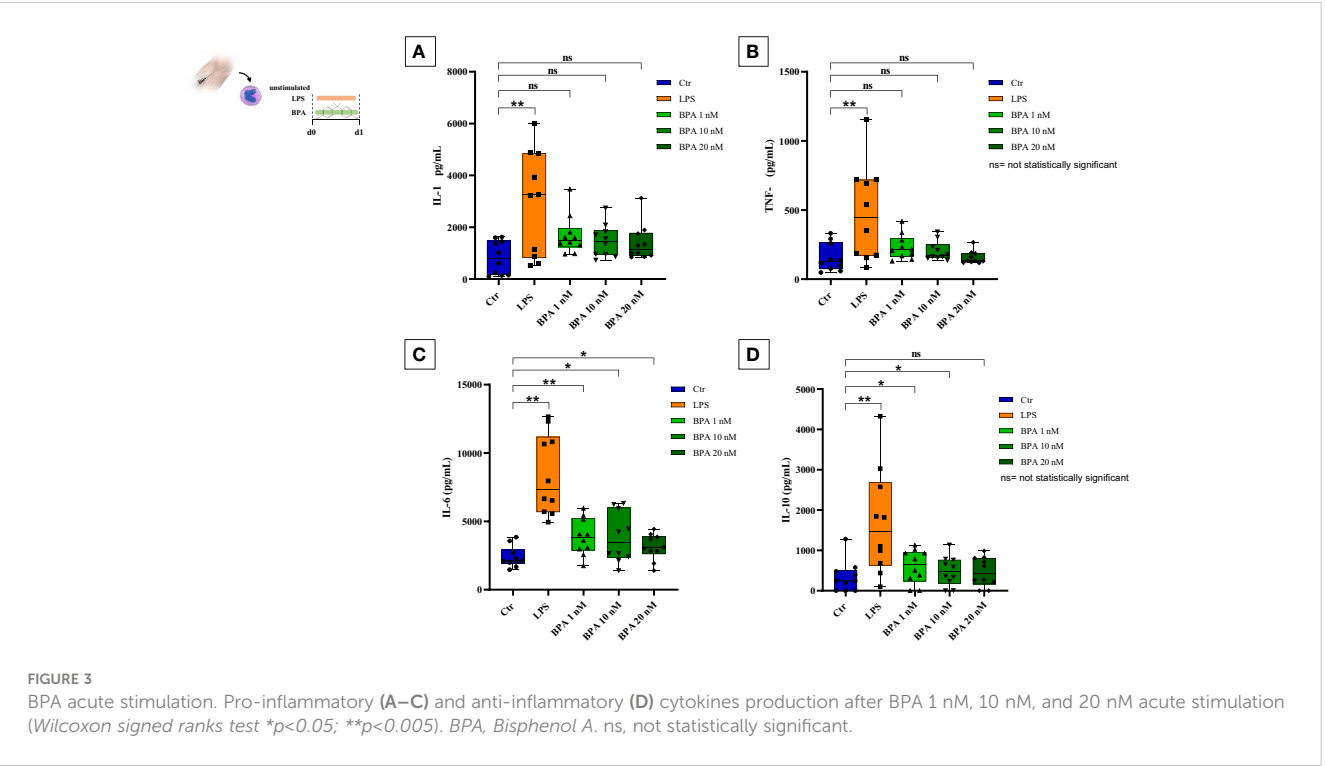 unstimulated
LPS
BPA
d0 d1
A
ns
ns
ns
**
8000
6000
4000
2000
0
IL-1 pg/mL
Ctr
LPS
BPA 1 nM
BPA 10 nM
BPA 20 nM
Ctr
LPS
BPA 1 nM
BPA 10 nM
BPA 20 nM
B
ns
ns
ns
**
1500
1000
500
0
TNF- (pg/mL)
Ctr
LPS
BPA 1 nM
BPA 10 nM
BPA 20 nM
Ctr
LPS
BPA 1 nM
BPA 10 nM
BPA 20 nM
ns= not statistically significant
C
*
*
**
**
15000
10000
5000
0
IL-6 (pg/mL)
Ctr
LPS
BPA 1 nM
BPA 10 nM
BPA 20 nM
Ctr
LPS
BPA 1 nM
BPA 10 nM
BPA 20 nM
D
ns
*
*
**
5000
4000
3000
2000
1000
0
IL-10 (pg/mL)
Ctr
LPS
BPA 1 nM
BPA 10 nM
BPA 20 nM
Ctr
LPS
BPA 1 nM
BPA 10 nM
BPA 20 nM
ns= not statistically significant
FIGURE 3
BPA acute stimulation. Pro-inflammatory (A–C) and anti-inflammatory (D) cytokines production after BPA 1 nM, 10 nM, and 20 nM acute stimulation
(Wilcoxon signed ranks test *p<0.05; **p<0.005). BPA, Bisphenol A. ns, not statistically significant.